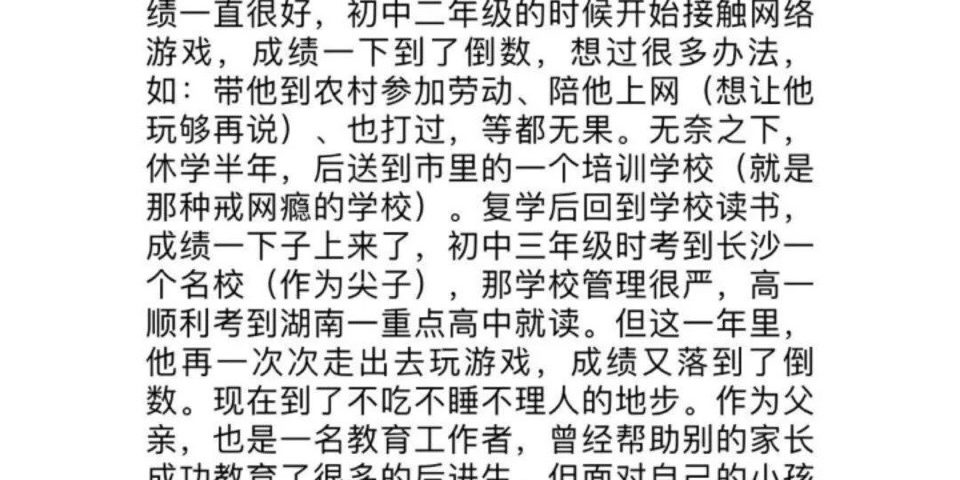 绩一直很好，初中二年级的时候开始接触网络
游戏，成绩一下到了倒数，想过很多办法，
如：带他到农村参加劳动、陪他上网（想让他
玩够再说）、也打过，等都无果。无奈之下，
休学半年，后送到市里的一个培训学校（就是
那种戒网瘾的学校）。复学后回到学校读书，
成绩一下子上来了，初中三年级时考到长沙一
个名校（作为尖子），那学校管理很严，高一
顺利考到湖南一重点高中就读。但这一年里，
他再一次次走出去玩游戏，成绩又落到了倒
数。现在到了不吃不睡不理人的地步。作为父
亲，也是一名教育工作者，曾经帮助别的家长
成功教育了很多的后进生，但面对自己的小孩